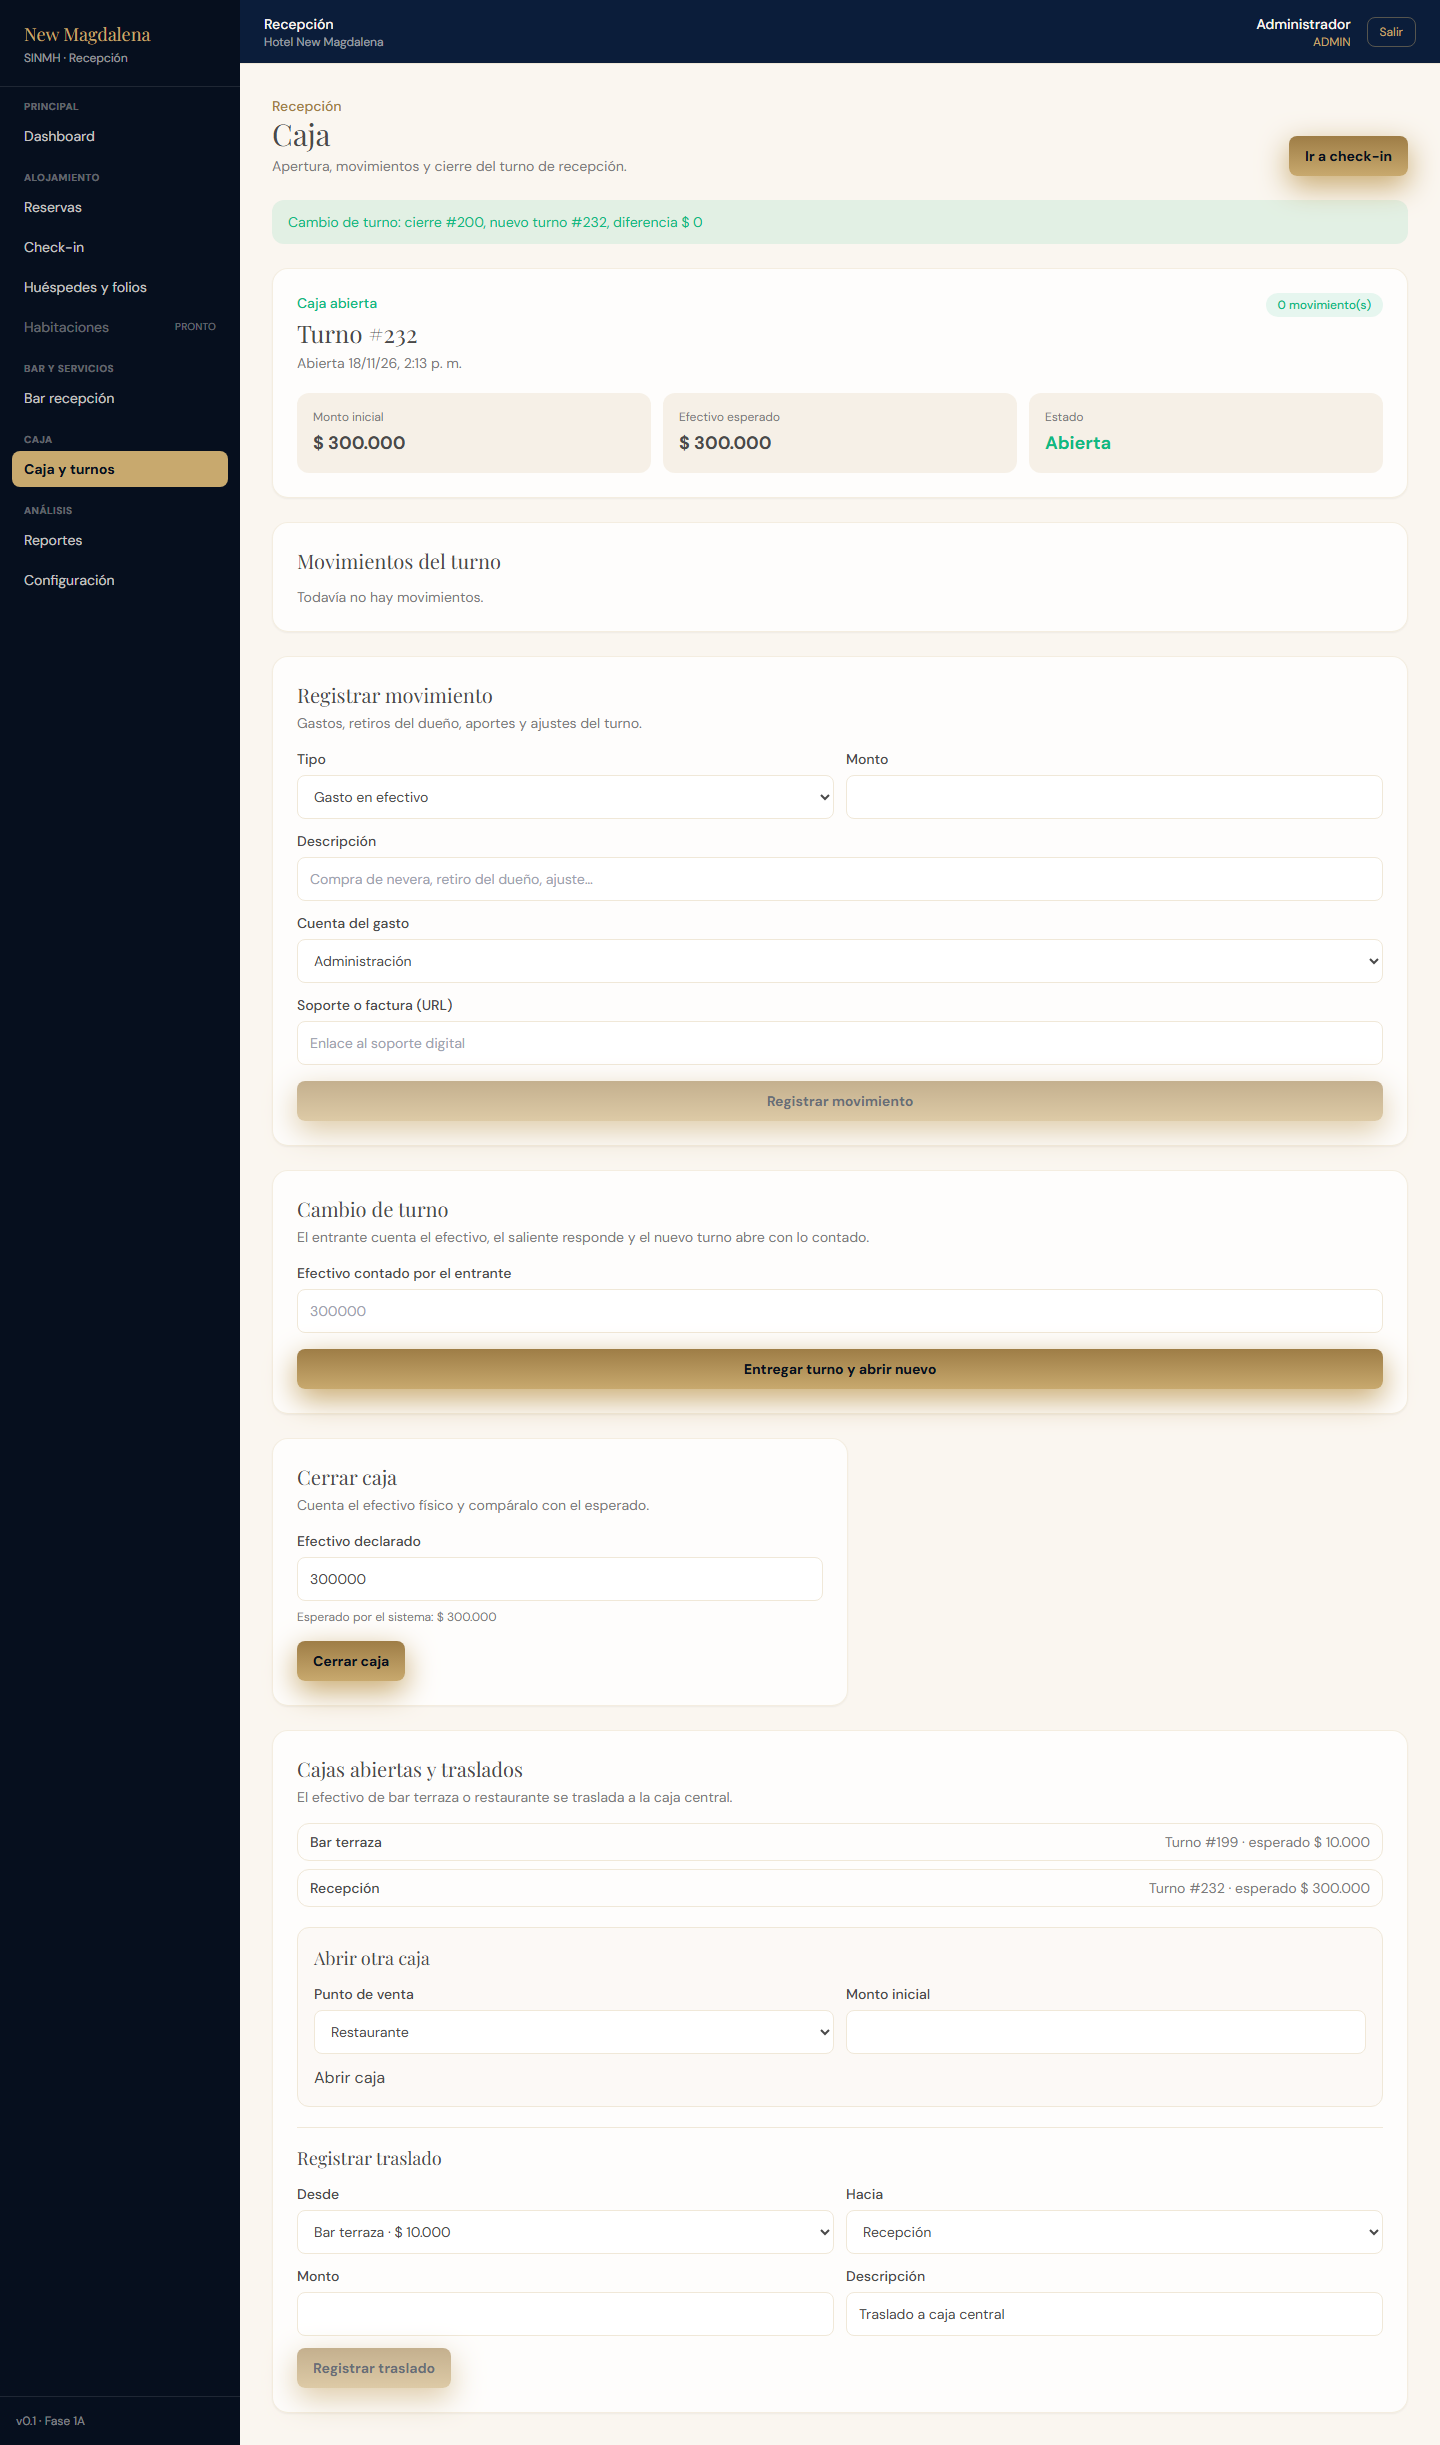 New Magdalena
SINMH · Recepción
PRINCIPAL
Dashboard
ALOJAMIENTO
Reservas
Check-in
Huéspedes y folios
Habitaciones PRONTO
BAR Y SERVICIOS
Bar recepción
CAJA
Caja y turnos
ANÁLISIS
Reportes
Configuración
v0.1 · Fase 1A
Recepción
Hotel New Magdalena
Administrador
ADMIN
Salir
Recepción
Caja
Apertura, movimientos y cierre del turno de recepción.
Ir a check-in
Cambio de turno: cierre #200, nuevo turno #232, diferencia $ 0
Caja abierta
0 movimiento(s)
Turno #232
Abierta 18/11/26, 2:13 p. m.
Monto inicial
$ 300.000
Efectivo esperado
$ 300.000
Estado
Abierta
Movimientos del turno
Todavía no hay movimientos.
Registrar movimiento
Gastos, retiros del dueño, aportes y ajustes del turno.
Tipo
Gasto en efectivo
Monto
Descripción
Compra de nevera, retiro del dueño, ajuste...
Cuenta del gasto
Administración
Soporte o factura (URL)
Enlace al soporte digital
Registrar movimiento
Cambio de turno
El entrante cuenta el efectivo, el saliente responde y el nuevo turno abre con lo contado.
Efectivo contado por el entrante
300000
Entregar turno y abrir nuevo
Cerrar caja
Cuenta el efectivo físico y compáralo con el esperado.
Efectivo declarado
300000
Esperado por el sistema: $ 300.000
Cerrar caja
Cajas abiertas y traslados
El efectivo de bar terraza o restaurante se traslada a la caja central.
Bar terraza Turno #199 · esperado $ 10.000
Recepción Turno #232 · esperado $ 300.000
Abrir otra caja
Punto de venta
Restaurante
Monto inicial
Abrir caja
Registrar traslado
Desde
Bar terraza · $ 10.000
Hacia
Recepción
Monto
Descripción
Traslado a caja central
Registrar traslado